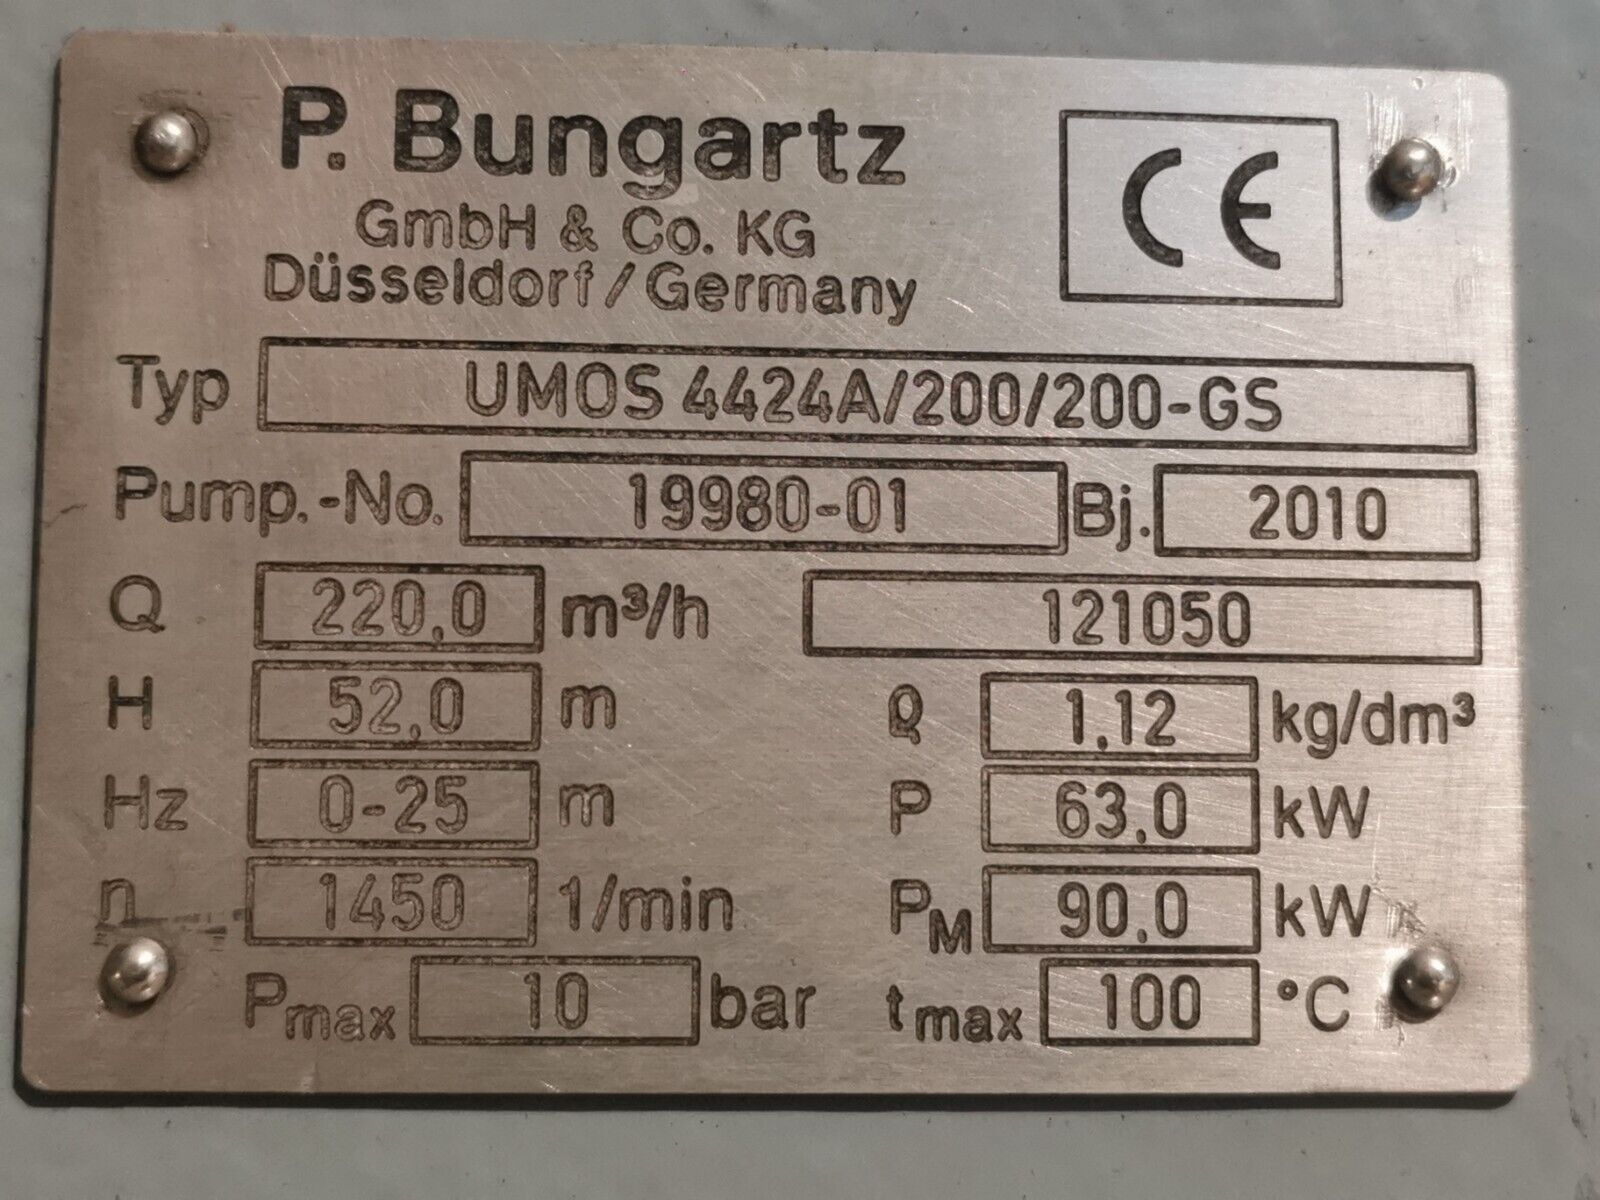 P. Bungartz
GmbH & Co. KG
Düsseldorf/Germany
CE
Typ UMOS 4424A/200/200-GS
Pump.-No. 19980-01 Bj. 2010
Q 220,0 m³/h 121050
H 52,0 m ϱ 1,12 kg/dm³
Hz 0-25 m P 63,0 kW
n 1450 1/min PM 90,0 kW
Pmax 10 bar tmax 100 °C